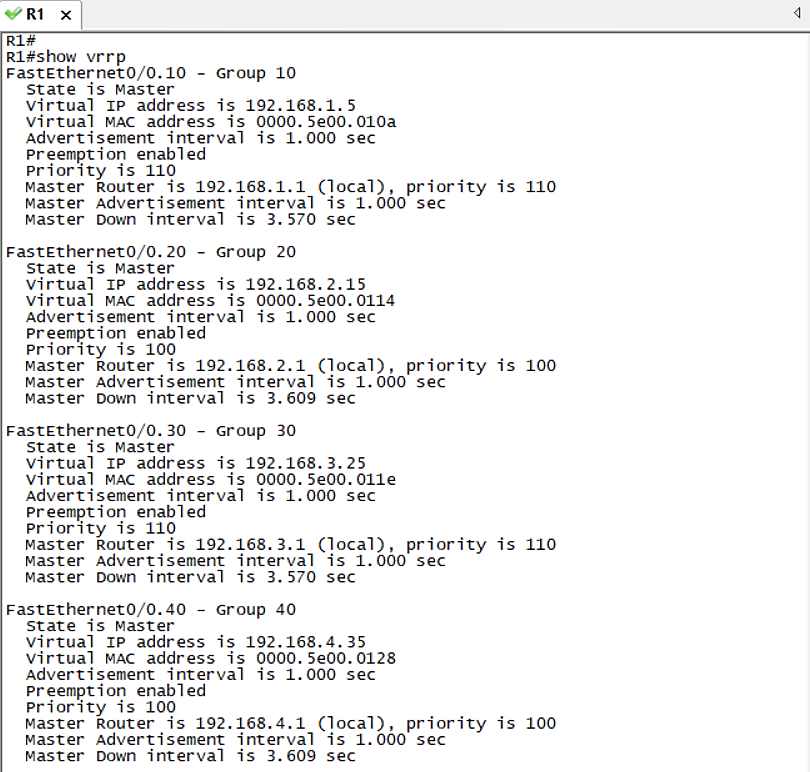 R1
R1#
R1#show vrrp
FastEthernet0/0.10 - Group 10
State is Master
Virtual IP address is 192.168.1.5
Virtual MAC address is 0000.5e00.010a
Advertisement interval is 1.000 sec
Preemption enabled
Priority is 110
Master Router is 192.168.1.1 (local), priority is 110
Master Advertisement interval is 1.000 sec
Master Down interval is 3.570 sec
FastEthernet0/0.20 - Group 20
State is Master
Virtual IP address is 192.168.2.15
Virtual MAC address is 0000.5e00.0114
Advertisement interval is 1.000 sec
Preemption enabled
Priority is 100
Master Router is 192.168.2.1 (local), priority is 100
Master Advertisement interval is 1.000 sec
Master Down interval is 3.609 sec
FastEthernet0/0.30 - Group 30
State is Master
Virtual IP address is 192.168.3.25
Virtual MAC address is 0000.5e00.011e
Advertisement interval is 1.000 sec
Preemption enabled
Priority is 110
Master Router is 192.168.3.1 (local), priority is 110
Master Advertisement interval is 1.000 sec
Master Down interval is 3.570 sec
FastEthernet0/0.40 - Group 40
State is Master
Virtual IP address is 192.168.4.35
Virtual MAC address is 0000.5e00.0128
Advertisement interval is 1.000 sec
Preemption enabled
Priority is 100
Master Router is 192.168.4.1 (local), priority is 100
Master Advertisement interval is 1.000 sec
Master Down interval is 3.609 sec